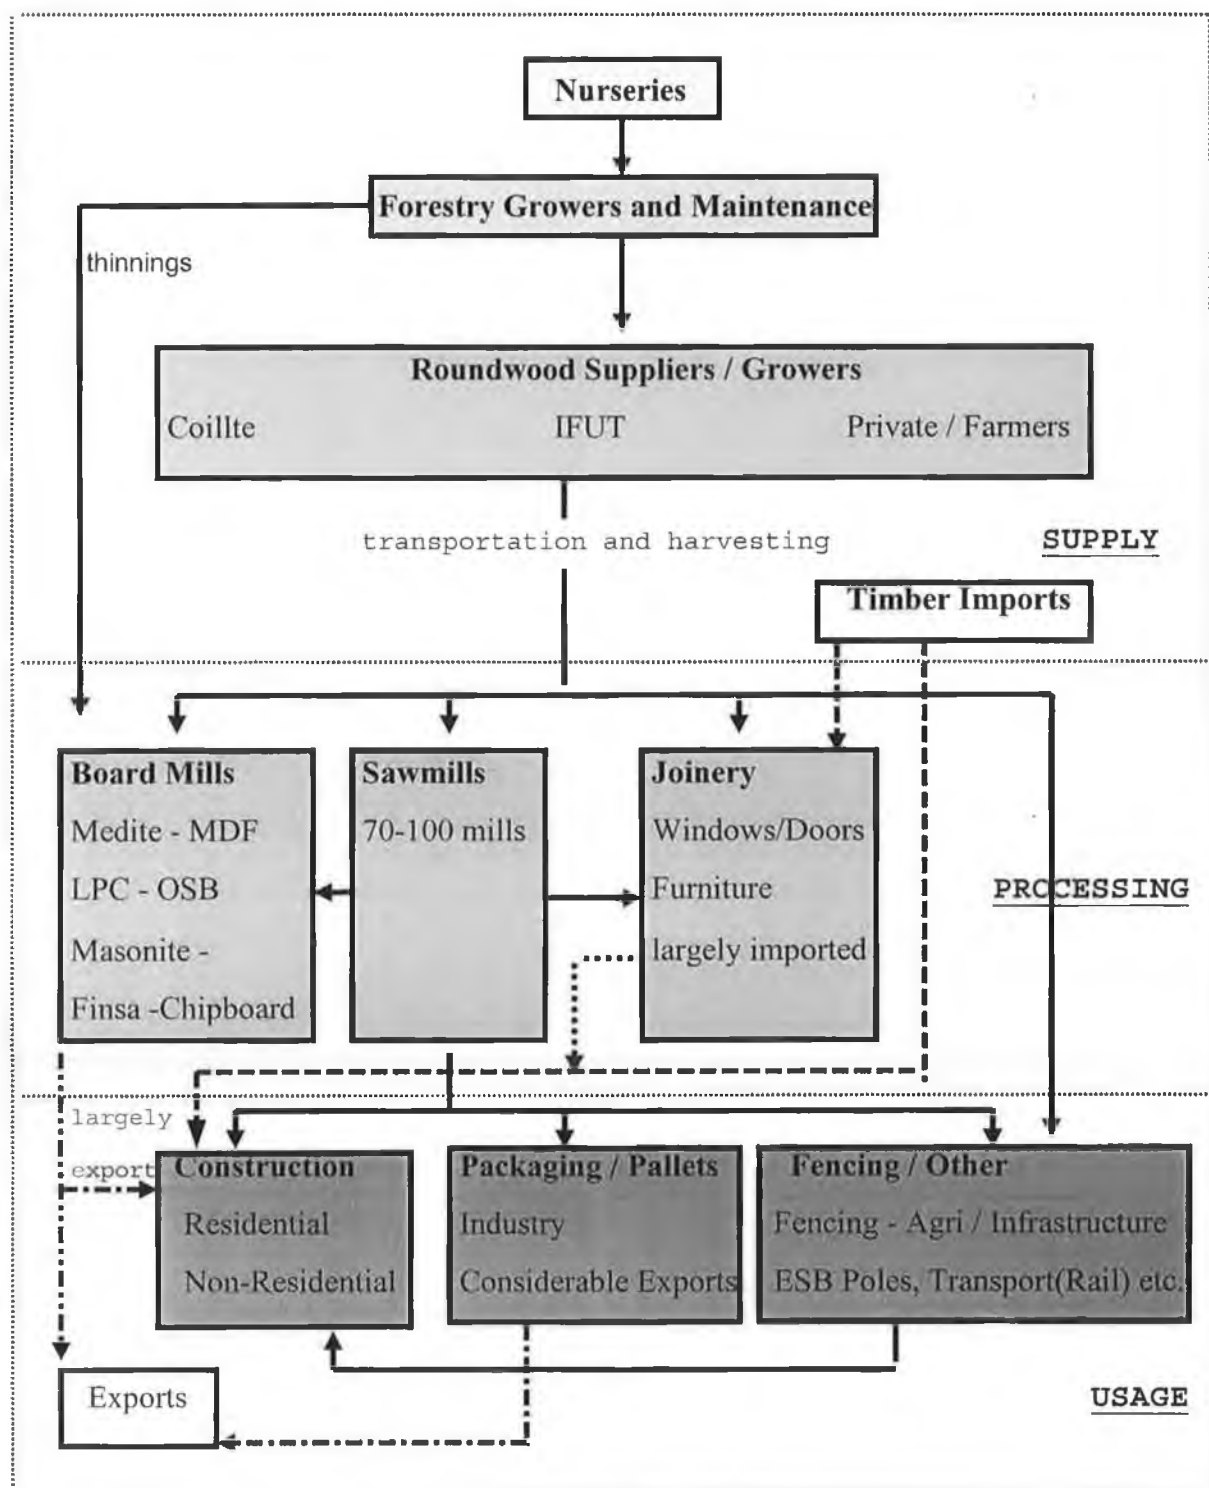 Nurseries
Forestry Growers and Maintenance
thinnings
Roundwood Suppliers / Growers
Coillte IFUT Private / Farmers
transportation and harvesting
SUPPLY
Timber Imports
Board Mills
Medite - MDF
LPC - OSB
Masonite -
Finsa -Chipboard
Sawmills
70-100 mills
Joinery
Windows/Doors
Furniture
largely imported
PROCESSING
largely
export
Construction
Residential
Non-Residential
Packaging / Pallets
Industry
Considerable Exports
Fencing / Other
Fencing - Agri / Infrastructure
ESB Poles, Transport(Rail) etc.
Exports
USAGE